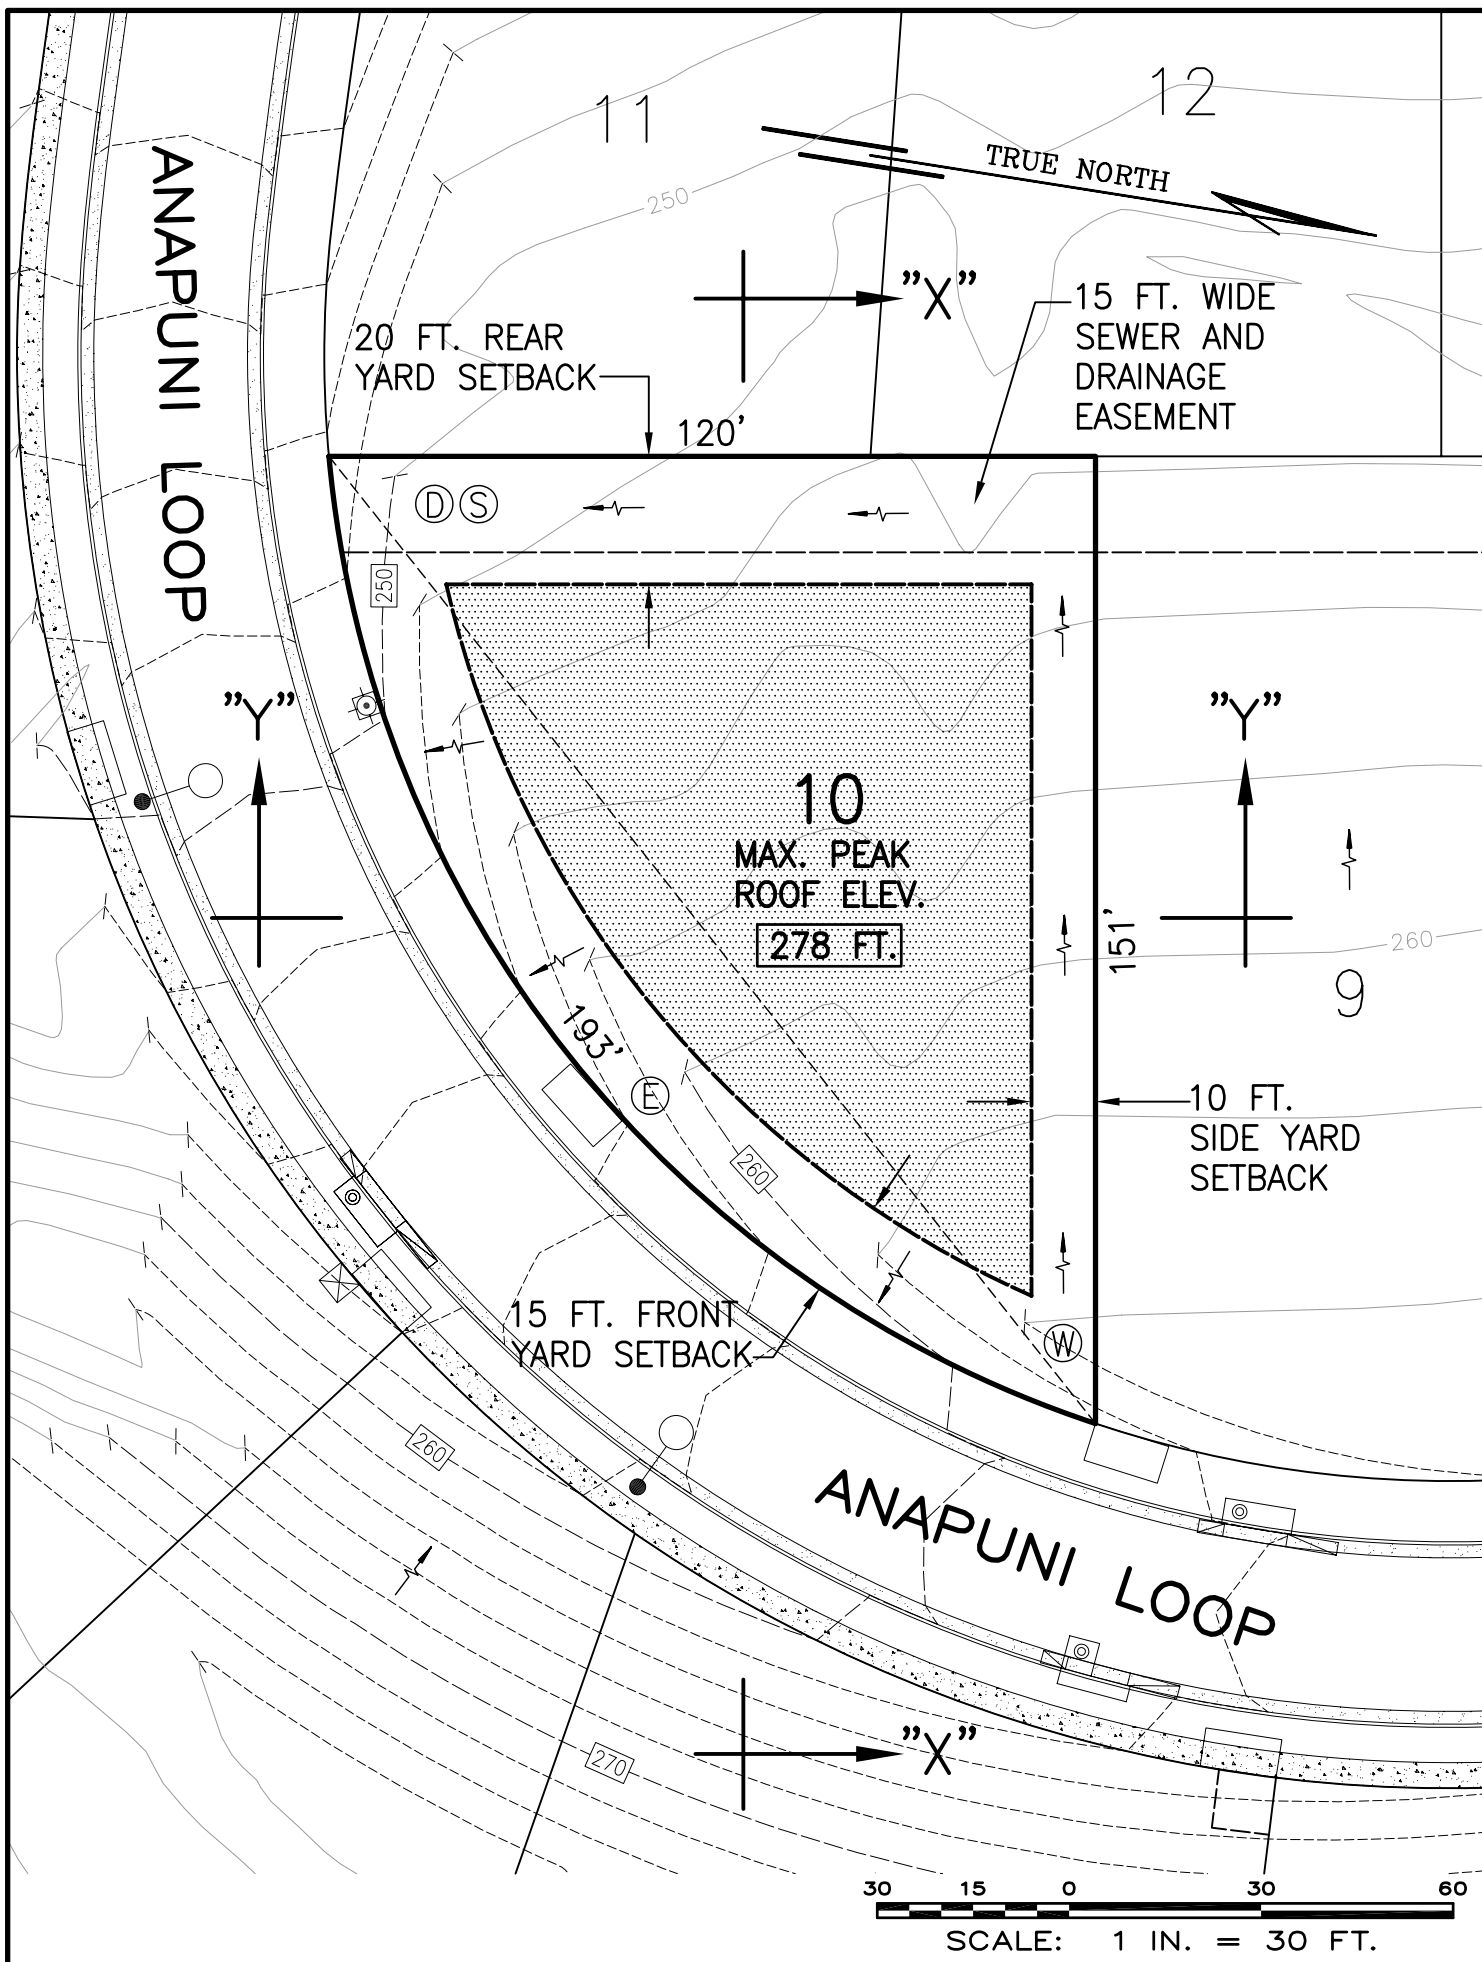 11
12
TRUE NORTH
250
ANAPUNI LOOP
"X"
15 FT. WIDE
SEWER AND
DRAINAGE
EASEMENT
20 FT. REAR
YARD SETBACK
120'
D
S
250
"Y"
"Y"
10
MAX. PEAK
ROOF ELEV.
278 FT.
151'
260
9
193'
E
10 FT.
SIDE YARD
SETBACK
260
15 FT. FRONT
YARD SETBACK
W
260
ANAPUNI LOOP
"X"
270
30 15 0 30 60
SCALE: 1 IN. = 30 FT.